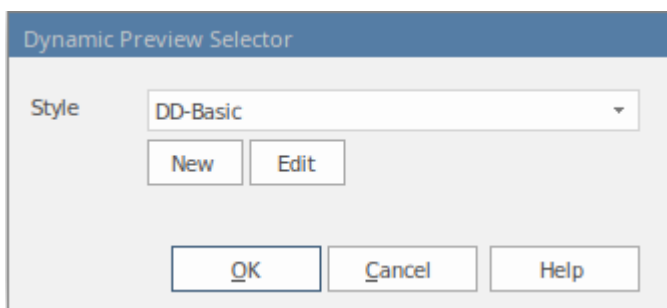 Dynamic Preview Selector
Style DD-Basic
New Edit
OK Cancel Help